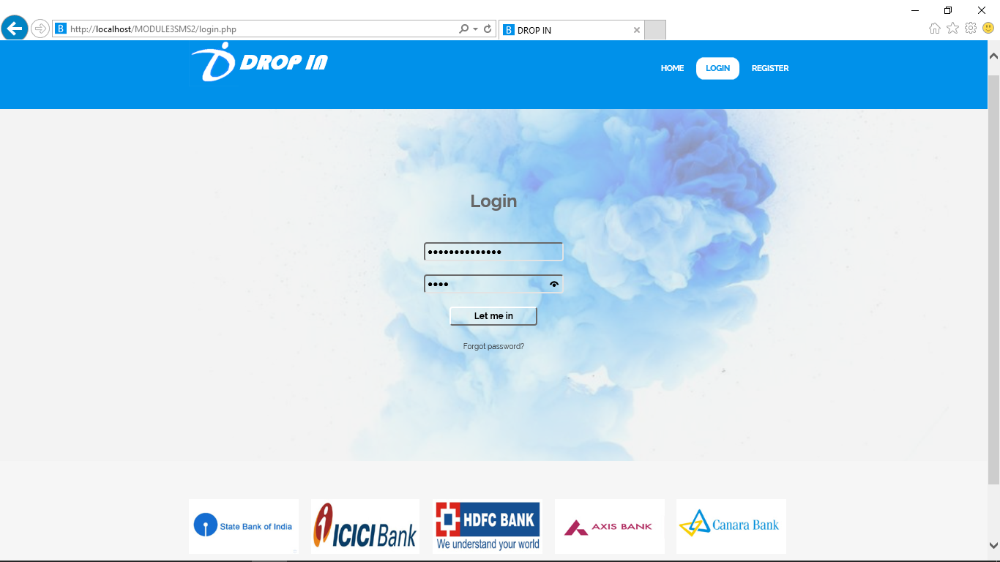 http://localhost/MODULE3SMS2/login.php
B DROP IN
DROP IN
HOME LOGIN REGISTER
Login
••••••••••••••
••••
Let me in
Forgot password?
State Bank of India
ICICI Bank
HDFC BANK
We understand your world
AXIS BANK
Canara Bank